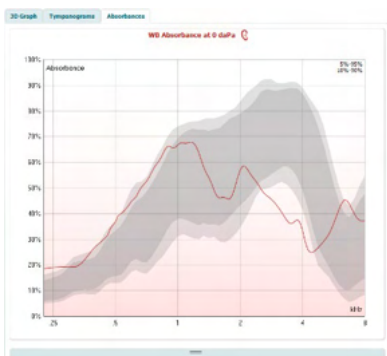 3D Graph Tympanograms Absorbances
WB Absorbance at 0 daPa
Absorbance
5%-95%
10%-90%
100%
90%
80%
70%
60%
50%
40%
30%
20%
10%
0%
.25 .5 1 2 4 8
kHz